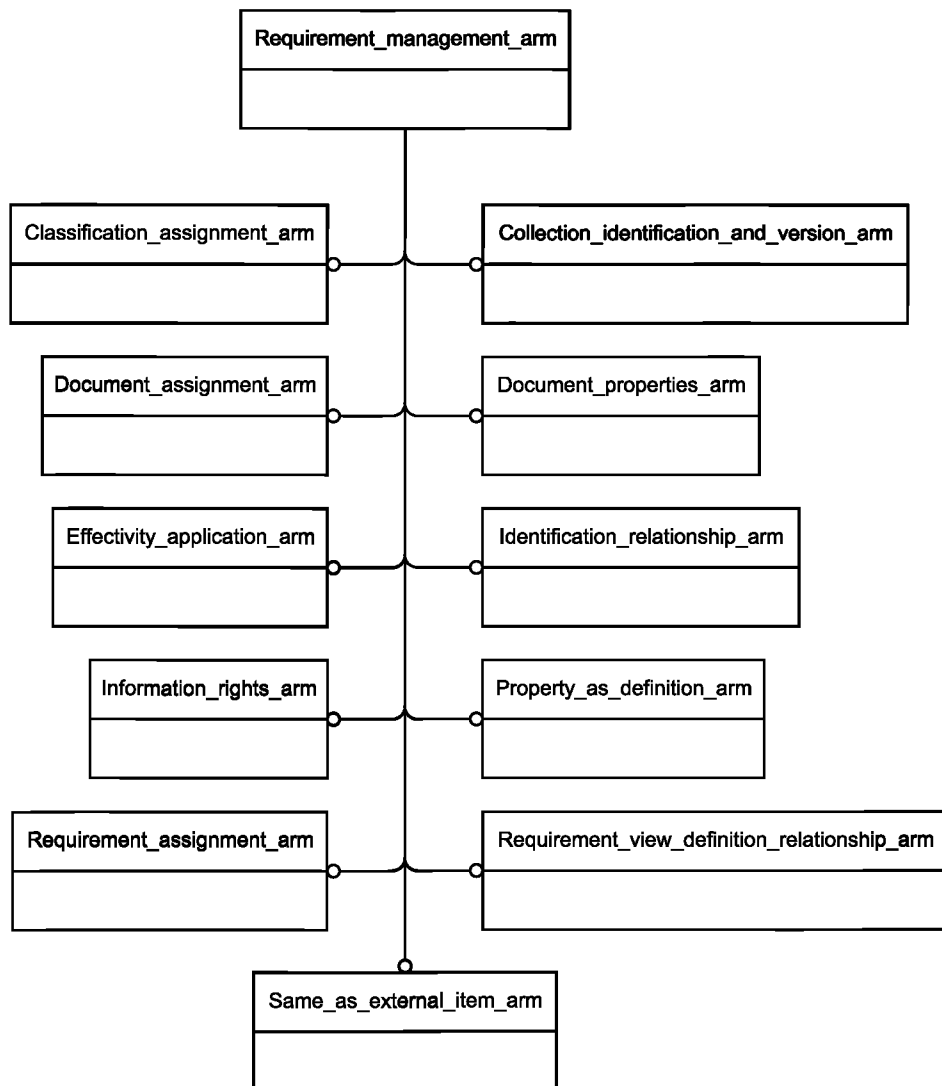 Requirement_management_arm
Classification_assignment_arm
Collection_identification_and_version_arm
Document_assignment_arm
Document_properties_arm
Effectivity_application_arm
Identification_relationship_arm
Information_rights_arm
Property_as_definition_arm
Requirement_assignment_arm
Requirement_view_definition_relationship_arm
Same_as_external_item_arm